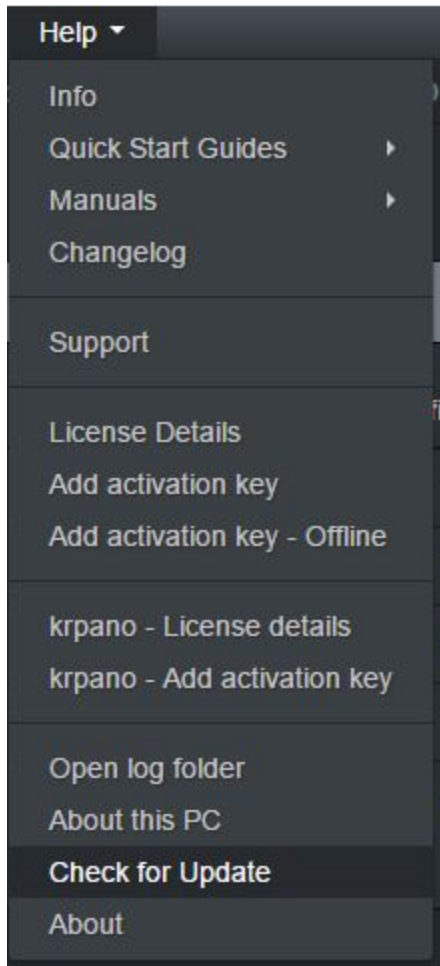 Help
Info
Quick Start Guides
Manuals
Changelog
Support
License Details
Add activation key
Add activation key - Offline
krpano - License details
krpano - Add activation key
Open log folder
About this PC
Check for Update
About